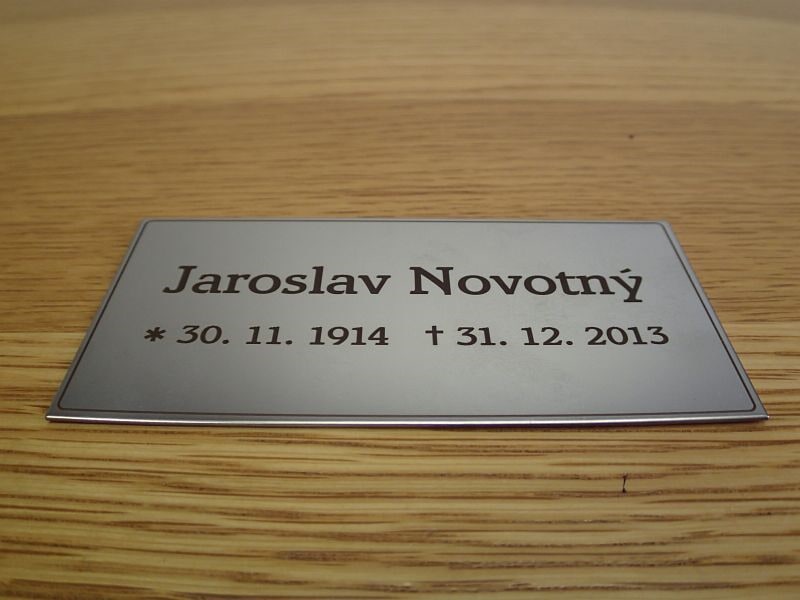 Jaroslav Novotný
* 30. 11. 1914 † 31. 12. 2013